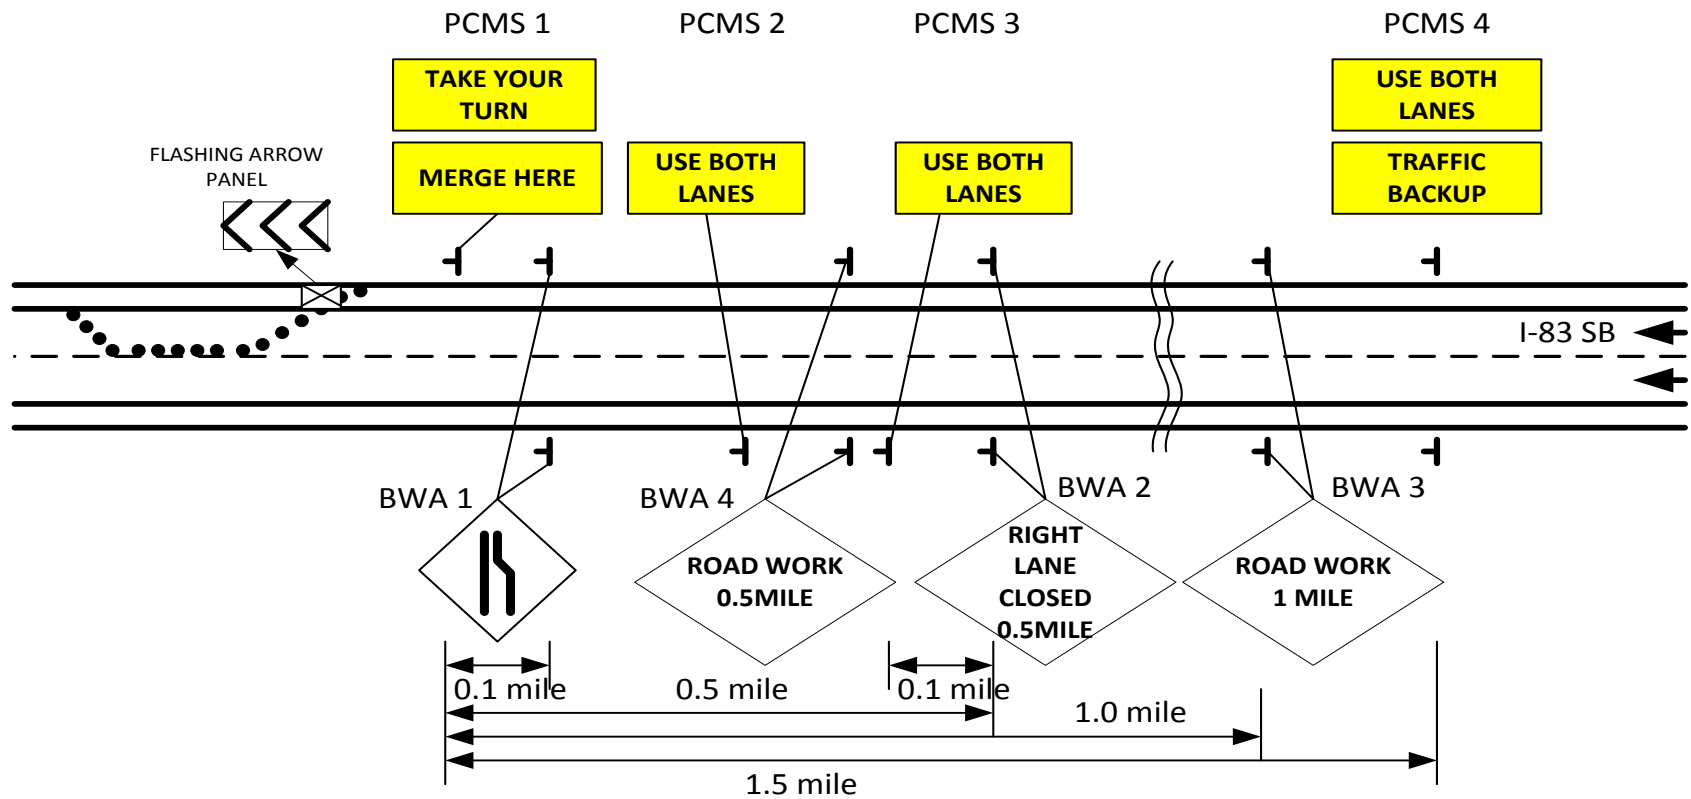 PCMS 1
PCMS 2
PCMS 3
PCMS 4
TAKE YOUR
TURN
MERGE HERE
USE BOTH
LANES
USE BOTH
LANES
USE BOTH
LANES
TRAFFIC
BACKUP
FLASHING ARROW
PANEL
I-83 SB
BWA 1
BWA 4
BWA 2
BWA 3
ROAD WORK
0.5MILE
RIGHT
LANE
CLOSED
0.5MILE
ROAD WORK
1 MILE
0.1 mile
0.5 mile
0.1 mile
1.0 mile
1.5 mile